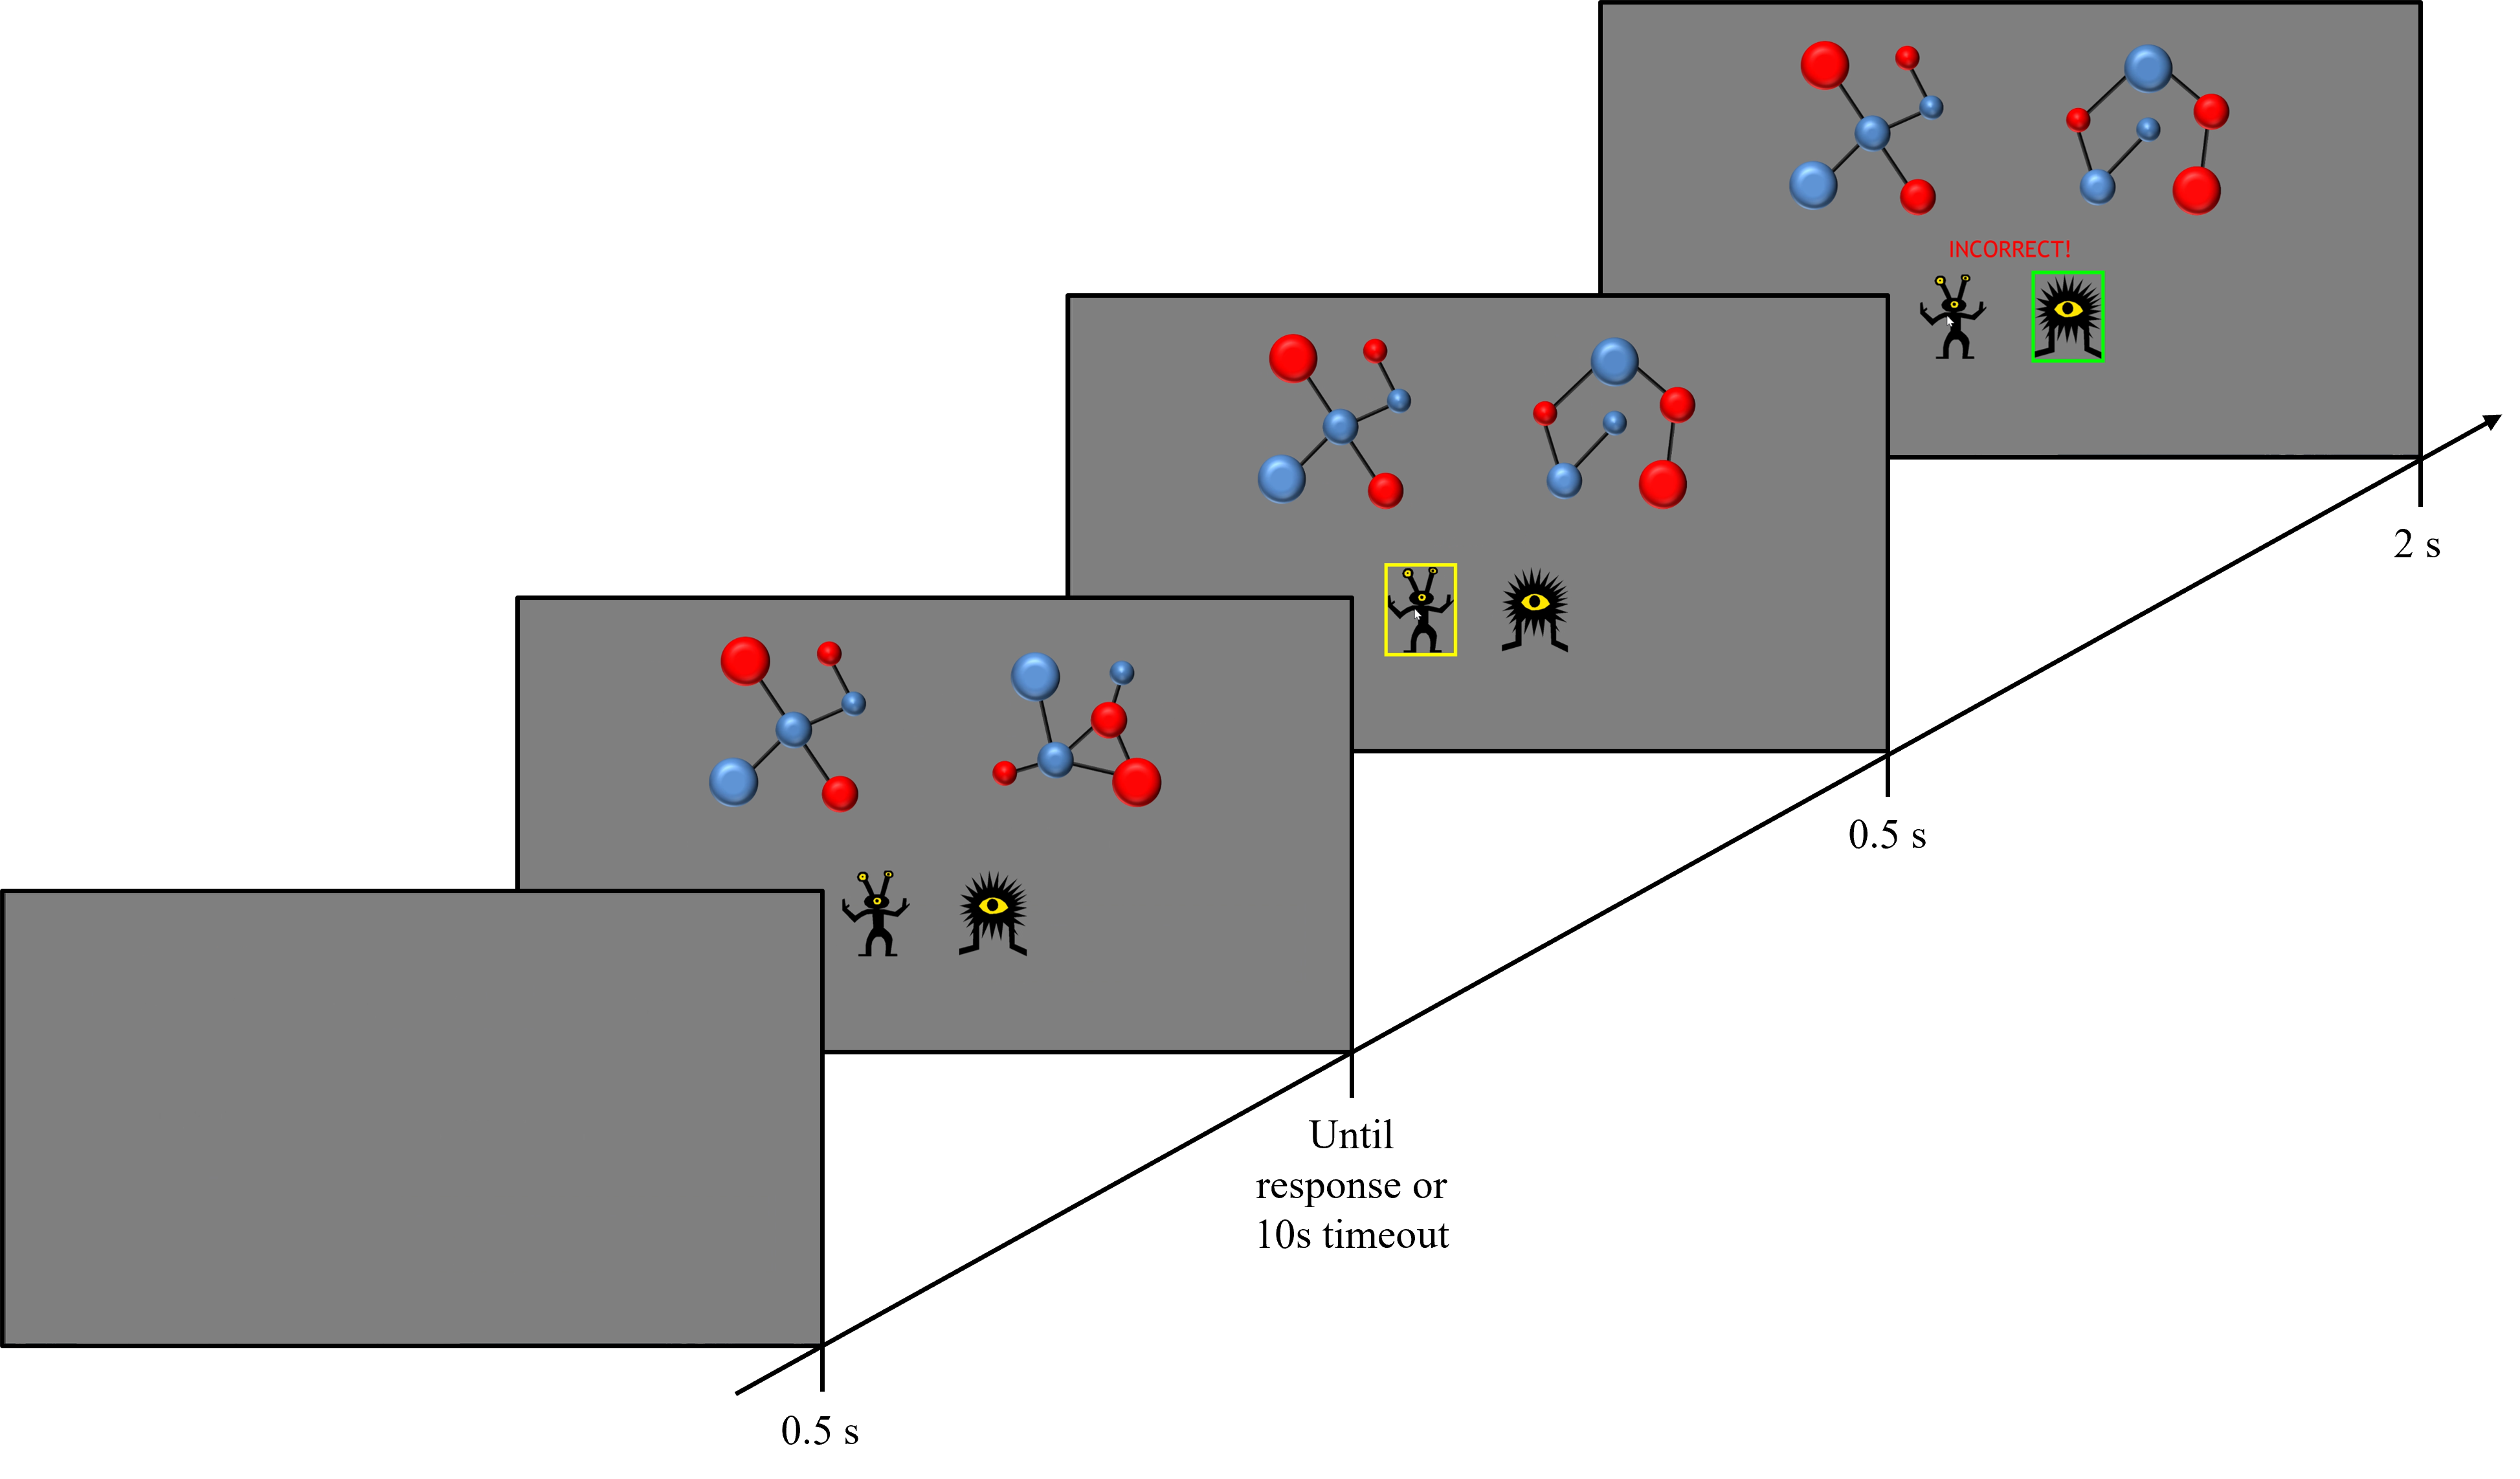 INCORRECT!
2 s
0.5 s
Until
response or
10s timeout
0.5 s